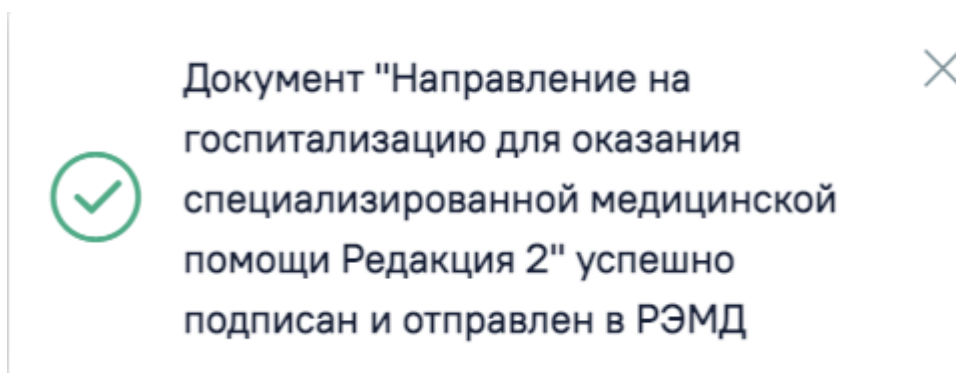 Документ "Направление на
госпитализацию для оказания
специализированной медицинской
помощи Редакция 2" успешно
подписан и отправлен в РЭМД